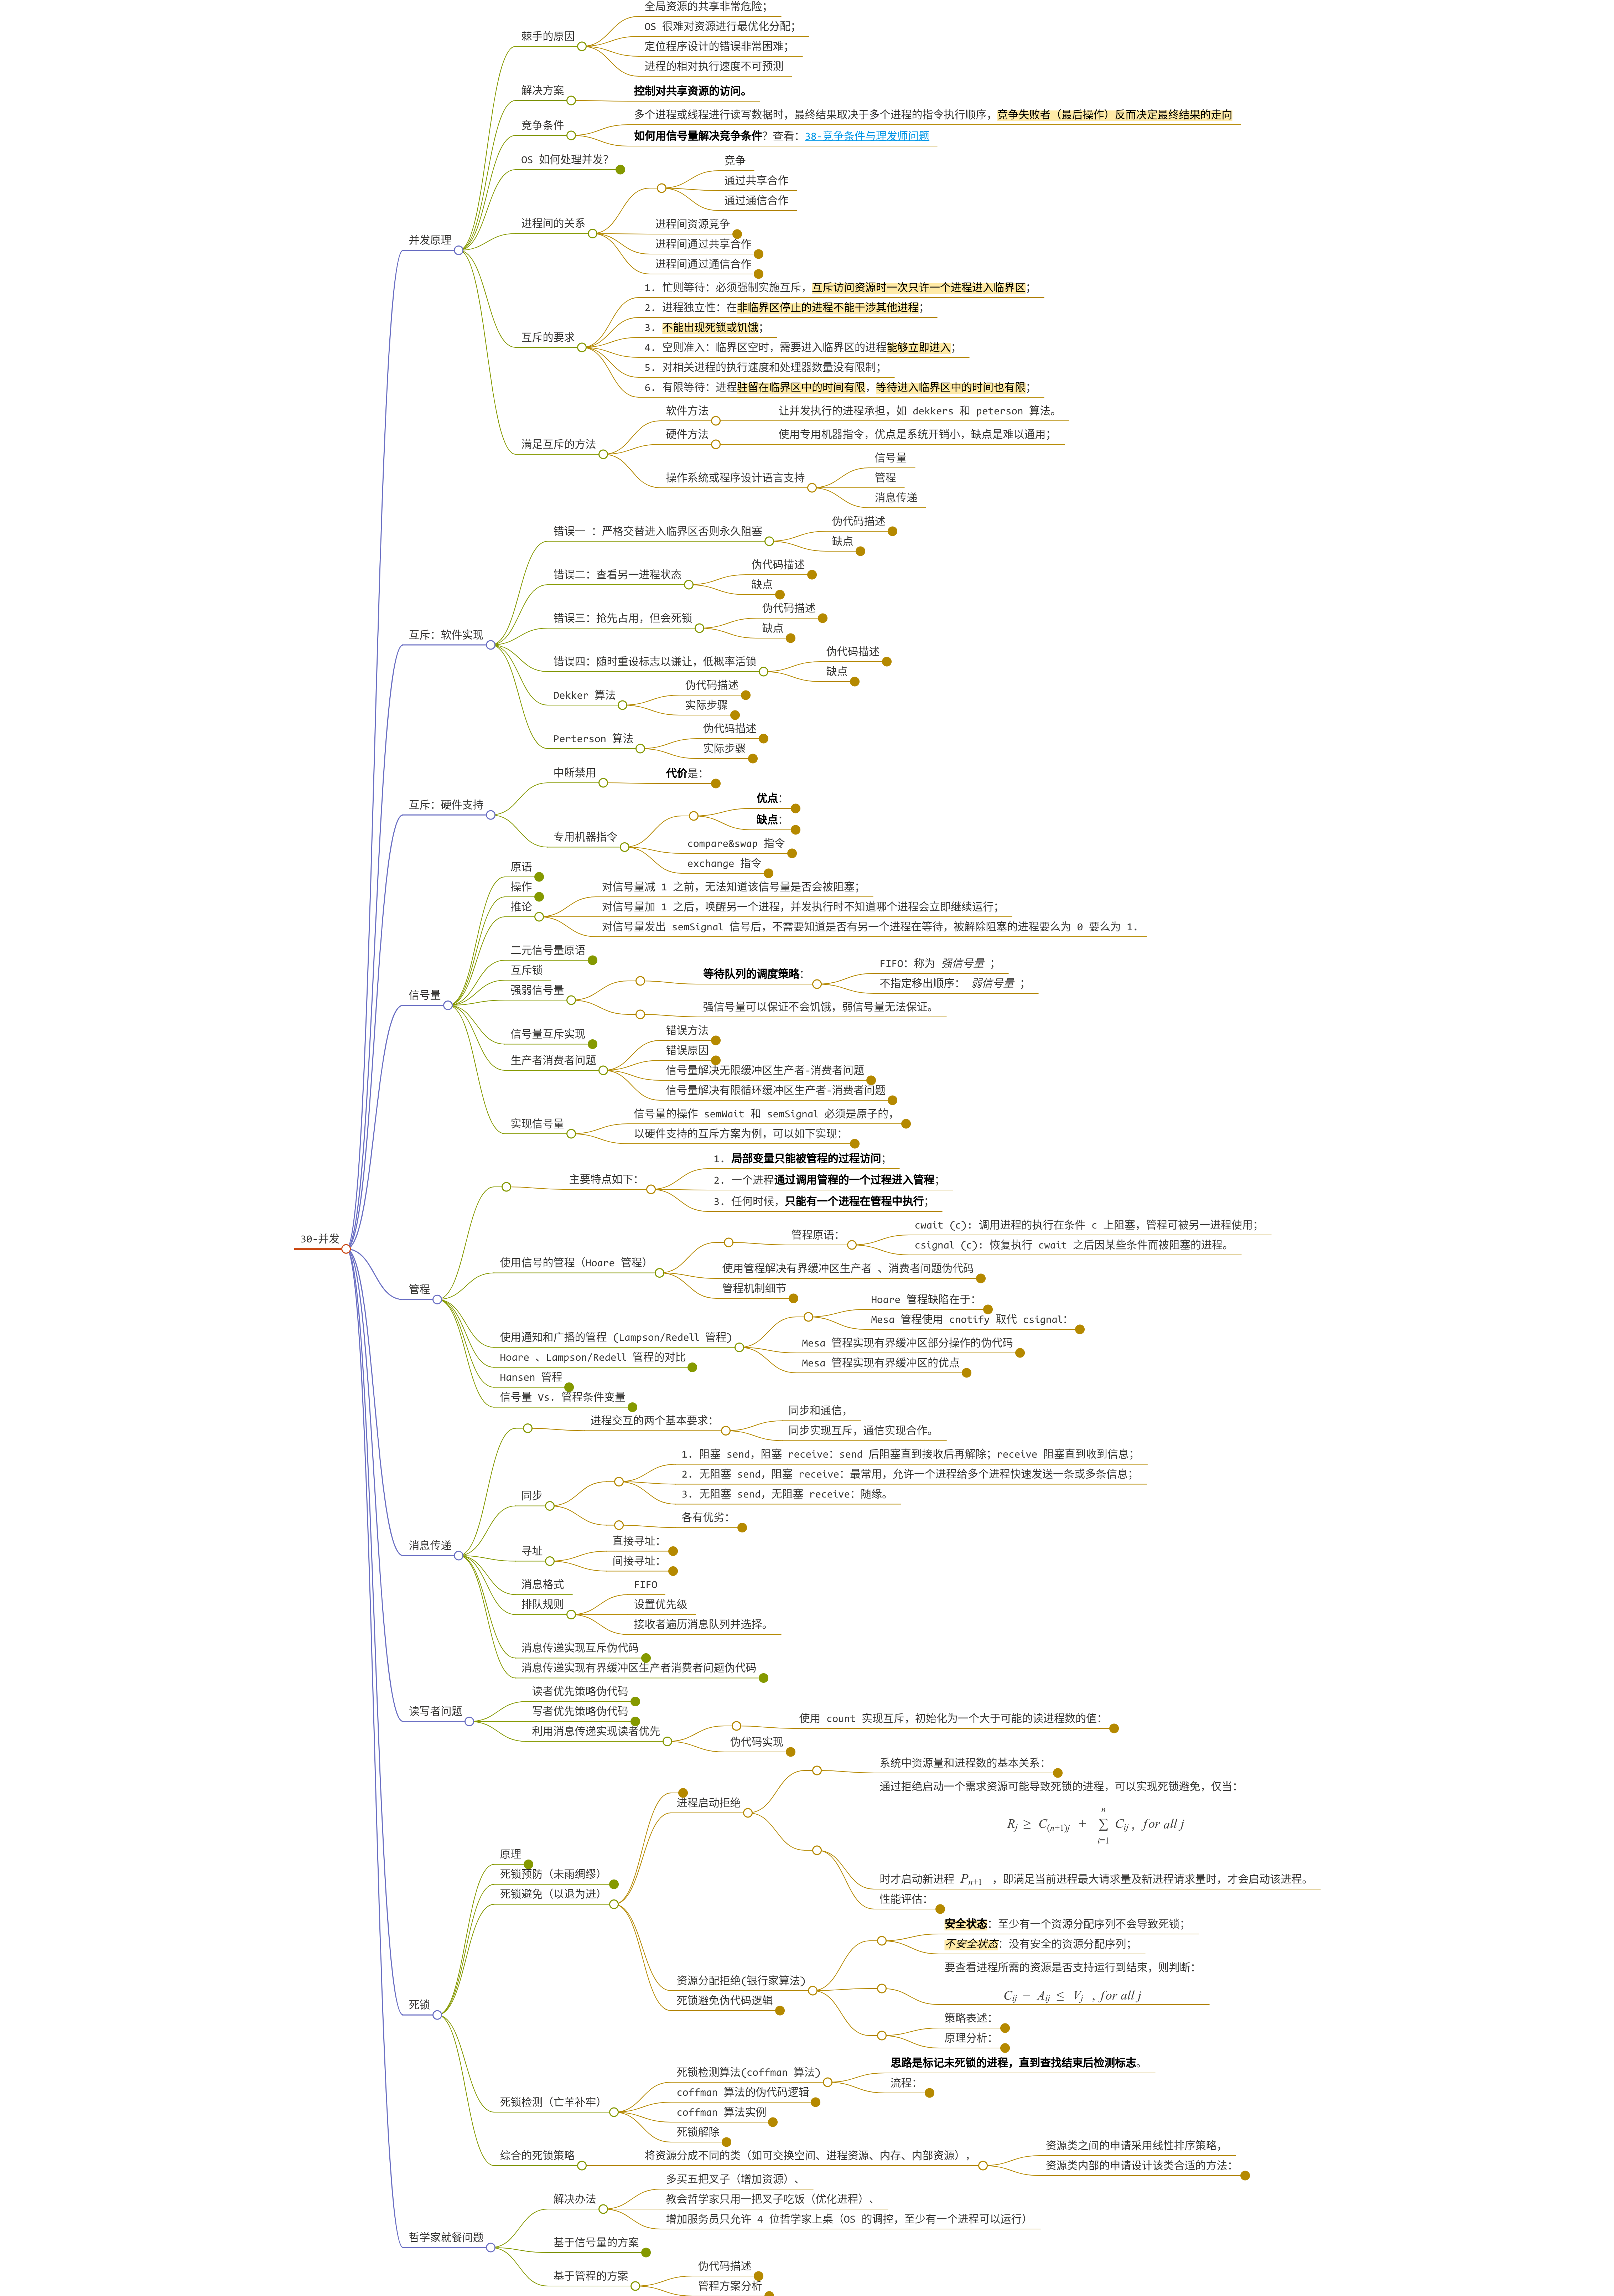 全局资源的共享非常危险；
OS 很难对资源进行最优化分配；
棘手的原因
定位程序设计的错误非常困难；
进程的相对执行速度不可预测
解决方案
控制对共享资源的访问。
竞争条件
多个进程或线程进行读写数据时，最终结果取决于多个进程的指令执行顺序，竞争失败者（最后操作）反而决定最终结果的走向
如何用信号量解决竞争条件？查看：38-竞争条件与理发师问题
OS 如何处理并发？
竞争
通过共享合作
通过通信合作
进程间的关系
进程间资源竞争
进程间通过共享合作
进程间通过通信合作
并发原理
1. 忙则等待：必须强制实施互斥，互斥访问资源时一次只许一个进程进入临界区；
2. 进程独立性：在非临界区停止的进程不能干涉其他进程；
3. 不能出现死锁或饥饿；
互斥的要求
4. 空则准入：临界区空时，需要进入临界区的进程能够立即进入；
5. 对相关进程的执行速度和处理器数量没有限制；
6. 有限等待：进程驻留在临界区中的时间有限，等待进入临界区中的时间也有限；
满足互斥的方法
软件方法
让并发执行的进程承担，如 dekkers 和 peterson 算法。
硬件方法
使用专用机器指令，优点是系统开销小，缺点是难以通用；
操作系统或程序设计语言支持
信号量
管程
消息传递
互斥：软件实现
错误一 ：严格交替进入临界区否则永久阻塞
伪代码描述
缺点
错误二：查看另一进程状态
伪代码描述
缺点
错误三：抢先占用，但会死锁
伪代码描述
缺点
错误四：随时重设标志以谦让，低概率活锁
伪代码描述
缺点
Dekker 算法
伪代码描述
实际步骤
Perterson 算法
伪代码描述
实际步骤
互斥：硬件支持
中断禁用
代价是：
专用机器指令
优点：
缺点：
compare&swap 指令
exchange 指令
信号量
原语
操作
推论
对信号量减 1 之前，无法知道该信号量是否会被阻塞；
对信号量加 1 之后，唤醒另一个进程，并发执行时不知道哪个进程会立即继续运行；
对信号量发出 semSignal 信号后，不需要知道是否有另一个进程在等待，被解除阻塞的进程要么为 0 要么为 1.
二元信号量原语
互斥锁
强弱信号量
等待队列的调度策略：
FIFO：称为 强信号量 ；
不指定移出顺序： 弱信号量 ；
强信号量可以保证不会饥饿，弱信号量无法保证。
信号量互斥实现
生产者消费者问题
错误方法
错误原因
信号量解决无限缓冲区生产者-消费者问题
信号量解决有限循环缓冲区生产者-消费者问题
实现信号量
信号量的操作 semWait 和 semSignal 必须是原子的，
以硬件支持的互斥方案为例，可以如下实现：
30-并发
管程
主要特点如下：
1. 局部变量只能被管程的过程访问；
2. 一个进程通过调用管程的一个过程进入管程；
3. 任何时候，只能有一个进程在管程中执行；
使用信号的管程（Hoare 管程）
管程原语：
cwait (c): 调用进程的执行在条件 c 上阻塞，管程可被另一进程使用；
csignal (c): 恢复执行 cwait 之后因某些条件而被阻塞的进程。
使用管程解决有界缓冲区生产者 、消费者问题伪代码
管程机制细节
使用通知和广播的管程 (Lampson/Redell 管程)
Hoare 管程缺陷在于：
Mesa 管程使用 cnotify 取代 csignal：
Mesa 管程实现有界缓冲区部分操作的伪代码
Mesa 管程实现有界缓冲区的优点
Hoare 、Lampson/Redell 管程的对比
Hansen 管程
信号量 Vs. 管程条件变量
消息传递
进程交互的两个基本要求：
同步和通信，
同步实现互斥，通信实现合作。
同步
1. 阻塞 send，阻塞 receive：send 后阻塞直到接收后再解除；receive 阻塞直到收到信息；
2. 无阻塞 send，阻塞 receive：最常用，允许一个进程给多个进程快速发送一条或多条信息；
3. 无阻塞 send，无阻塞 receive：随缘。
各有优劣：
寻址
直接寻址：
间接寻址：
消息格式
排队规则
FIFO
设置优先级
接收者遍历消息队列并选择。
消息传递实现互斥伪代码
消息传递实现有界缓冲区生产者消费者问题伪代码
读写者问题
读者优先策略伪代码
写者优先策略伪代码
利用消息传递实现读者优先
使用 count 实现互斥，初始化为一个大于可能的读进程数的值：
伪代码实现
死锁
原理
死锁预防（未雨绸缪）
死锁避免（以退为进）
进程启动拒绝
系统中资源量和进程数的基本关系：
通过拒绝启动一个需求资源可能导致死锁的进程，可以实现死锁避免，仅当：
R_j ≥ C_{(n+1)j} + ∑_{i=1}^{n} C_{ij} , for all j
时才启动新进程 P_{n+1} ，即满足当前进程最大请求量及新进程请求量时，才会启动该进程。
性能评估：
资源分配拒绝(银行家算法)
安全状态：至少有一个资源分配序列不会导致死锁；
不安全状态：没有安全的资源分配序列；
要查看进程所需的资源是否支持运行到结束，则判断：
C_{ij} − A_{ij} ≤ V_j , for all j
策略表述：
原理分析：
死锁避免伪代码逻辑
死锁检测（亡羊补牢）
死锁检测算法(coffman 算法)
思路是标记未死锁的进程，直到查找结束后检测标志。
流程：
coffman 算法的伪代码逻辑
coffman 算法实例
死锁解除
综合的死锁策略
将资源分成不同的类（如可交换空间、进程资源、内存、内部资源），
资源类之间的申请采用线性排序策略，
资源类内部的申请设计该类合适的方法：
哲学家就餐问题
解决办法
多买五把叉子（增加资源）、
教会哲学家只用一把叉子吃饭（优化进程）、
增加服务员只允许 4 位哲学家上桌（OS 的调控，至少有一个进程可以运行）
基于信号量的方案
基于管程的方案
伪代码描述
管程方案分析